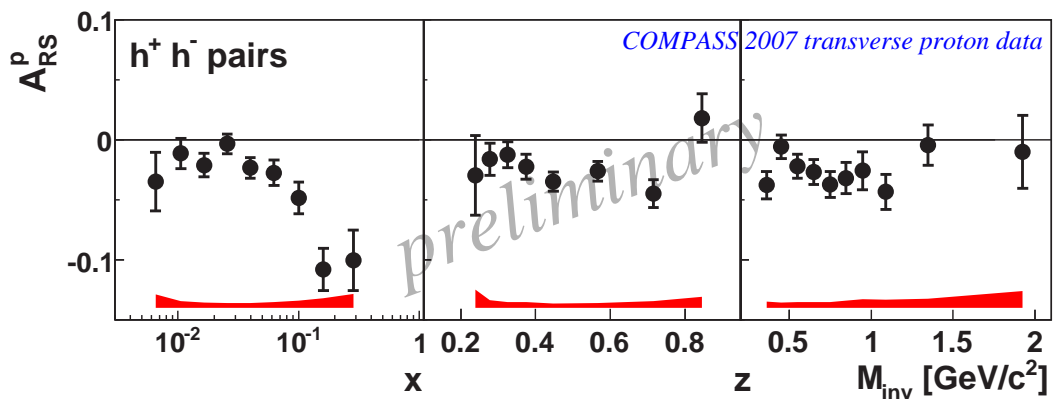 0.1
A^p_RS
h⁺ h⁻ pairs
COMPASS 2007 transverse proton data
0
preliminary
-0.1
10⁻² 10⁻¹ 1 0.2 0.4 0.6 0.8 0.5 1 1.5 2
x z M_inv [GeV/c²]